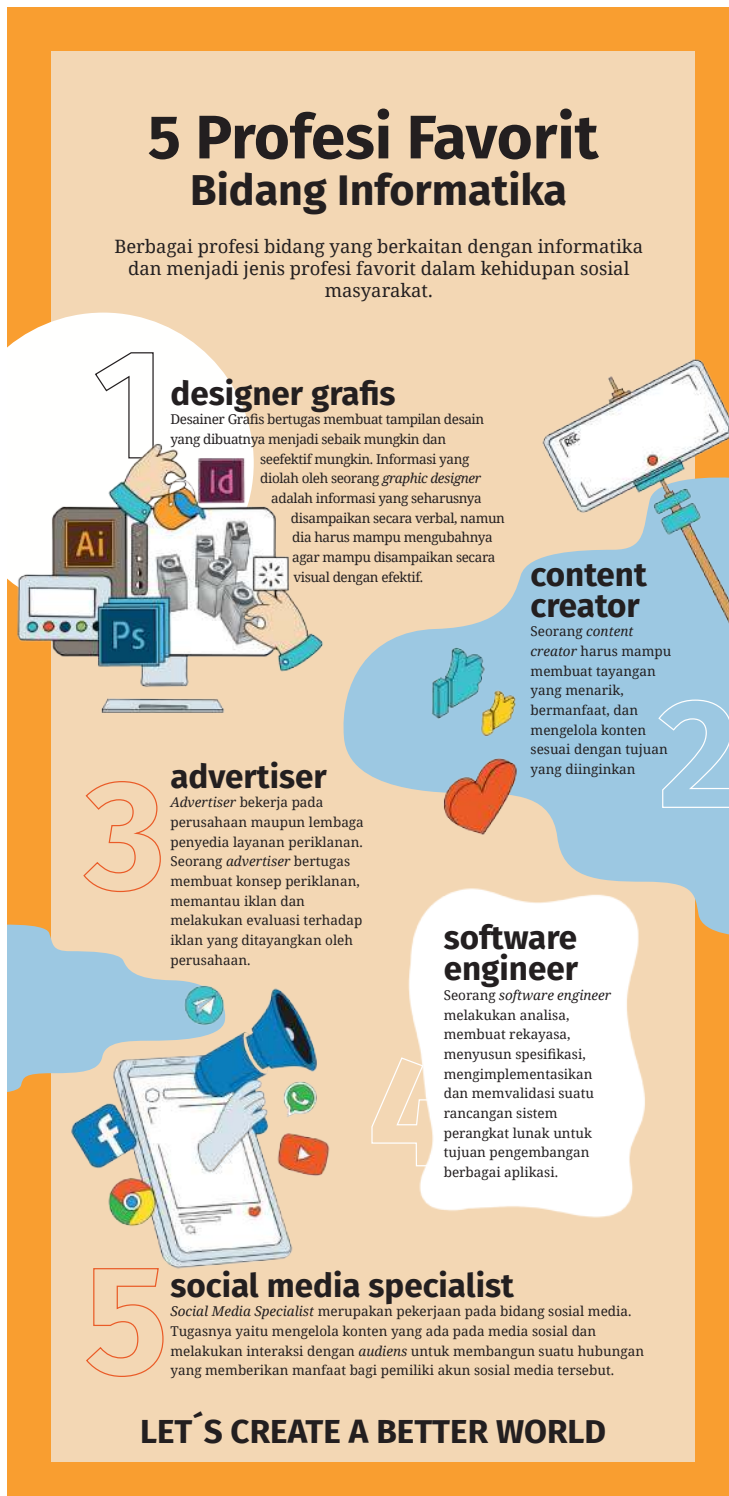 5 Profesi Favorit
Bidang Informatika
Berbagai profesi bidang yang berkaitan dengan informatika
dan menjadi jenis profesi favorit dalam kehidupan sosial
masyarakat.
1
designer grafis
Desainer Grafis bertugas membuat tampilan desain
yang dibuatnya menjadi sebaik mungkin dan
seefektif mungkin. Informasi yang
diolah oleh seorang graphic designer
adalah informasi yang seharusnya
disampaikan secara verbal, namun
dia harus mampu mengubahnya
agar mampu disampaikan secara
visual dengan efektif.
Id
Ai
Ps
REC
content
creator
Seorang content
creator harus mampu
membuat tayangan
yang menarik,
bermanfaat, dan
mengelola konten
sesuai dengan tujuan
yang diinginkan
2
3
advertiser
Advertiser bekerja pada
perusahaan maupun lembaga
penyedia layanan periklanan.
Seorang advertiser bertugas
membuat konsep periklanan,
memantau iklan dan
melakukan evaluasi terhadap
iklan yang ditayangkan oleh
perusahaan.
4
software
engineer
Seorang software engineer
melakukan analisa,
membuat rekayasa,
menyusun spesifikasi,
mengimplementasikan
dan memvalidasi suatu
rancangan sistem
perangkat lunak untuk
tujuan pengembangan
berbagai aplikasi.
f
5
social media specialist
Social Media Specialist merupakan pekerjaan pada bidang sosial media.
Tugasnya yaitu mengelola konten yang ada pada media sosial dan
melakukan interaksi dengan audiens untuk membangun suatu hubungan
yang memberikan manfaat bagi pemiliki akun sosial media tersebut.
LET´S CREATE A BETTER WORLD